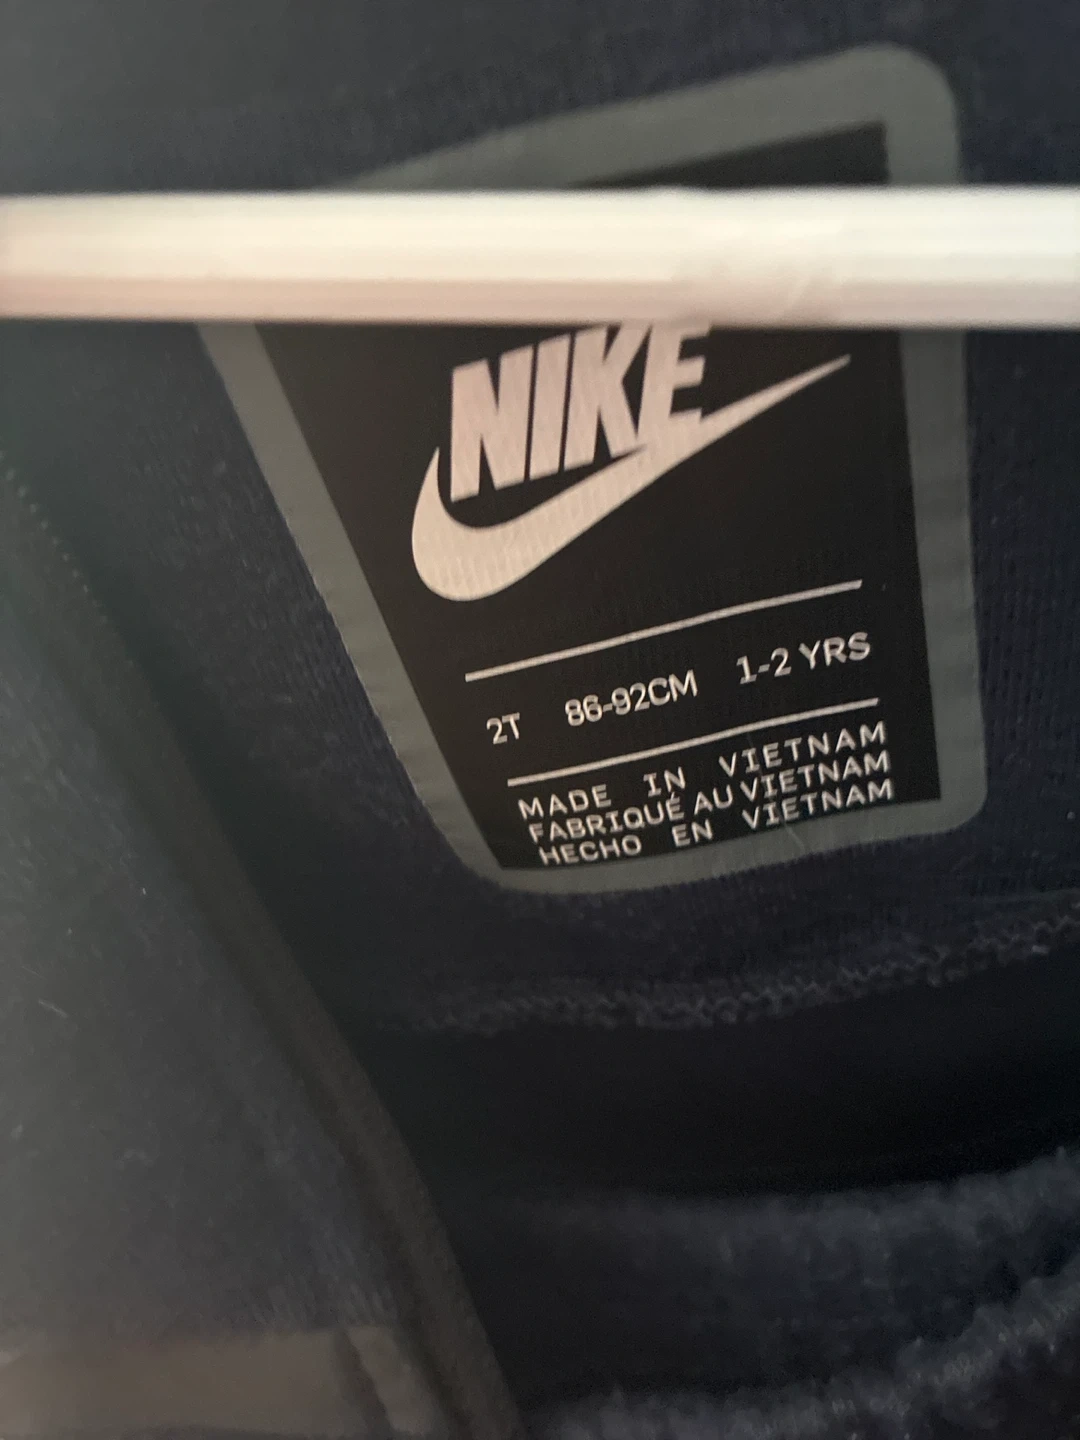 NIKE
2T 86-92CM 1-2 YRS
MADE IN VIETNAM
FABRIQUÉ AU VIETNAM
HECHO EN VIETNAM